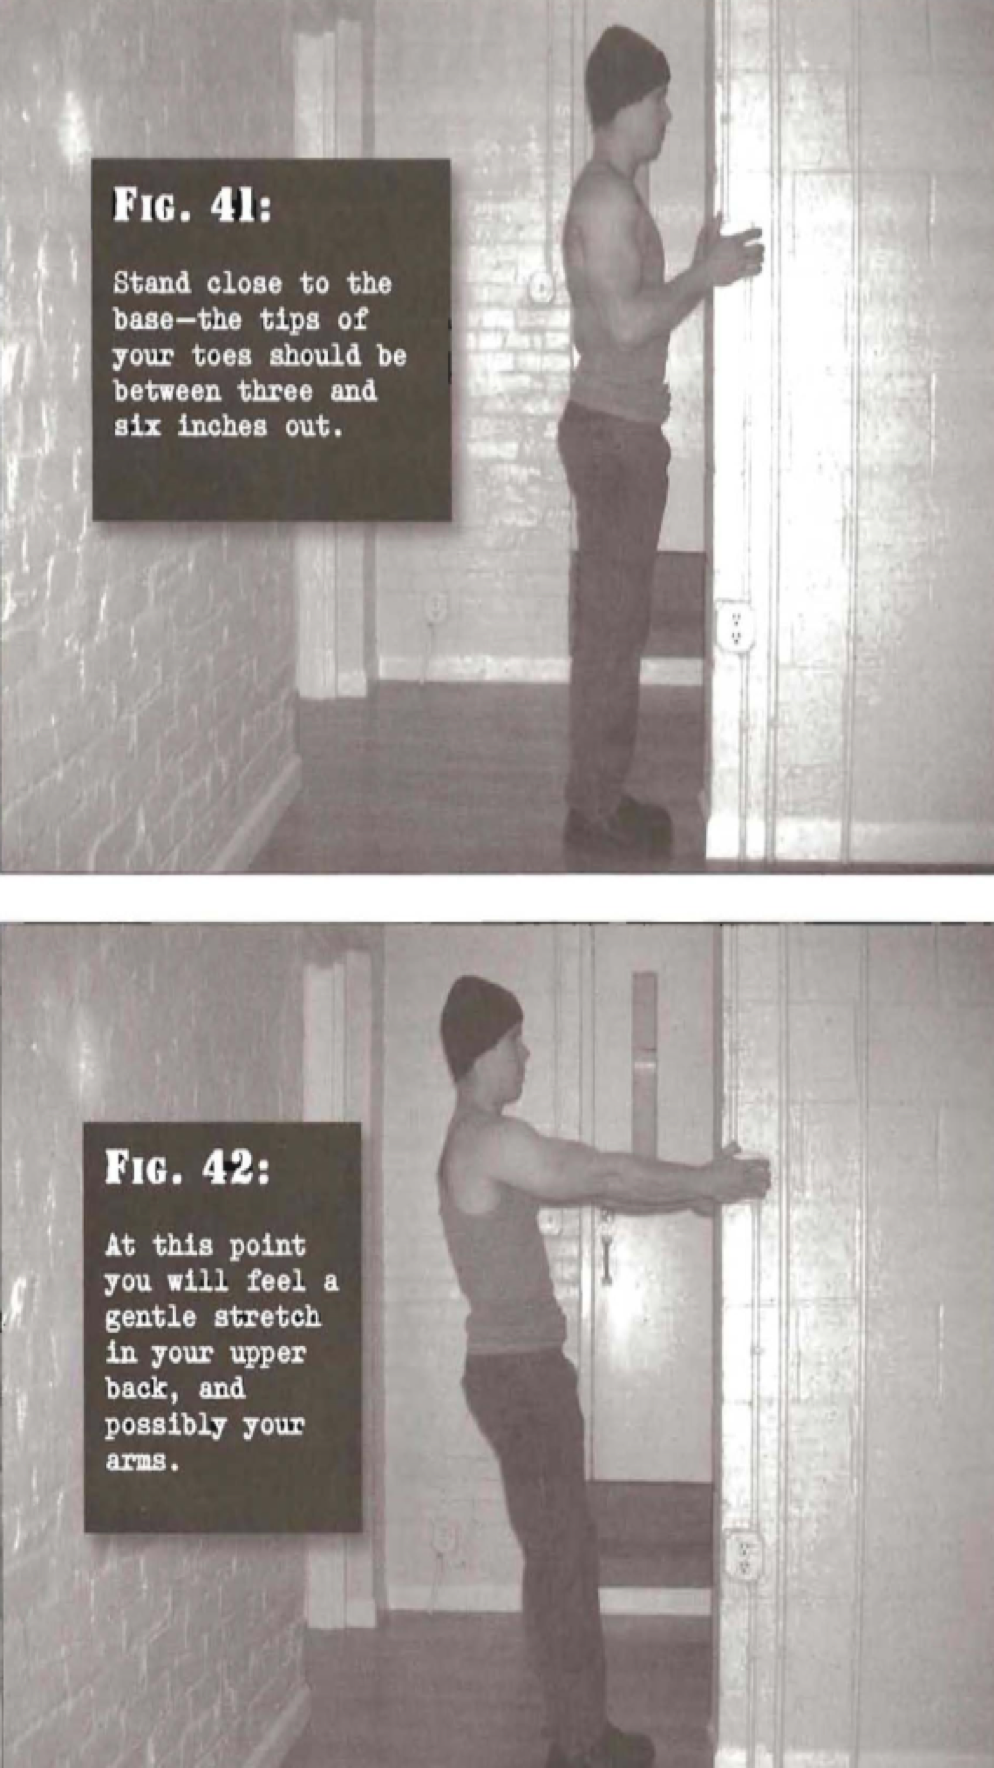 FIG. 41:
Stand close to the
base—the tips of
your toes should be
between three and
six inches out.
FIG. 42:
At this point
you will feel a
gentle stretch
in your upper
back, and
possibly your
arms.